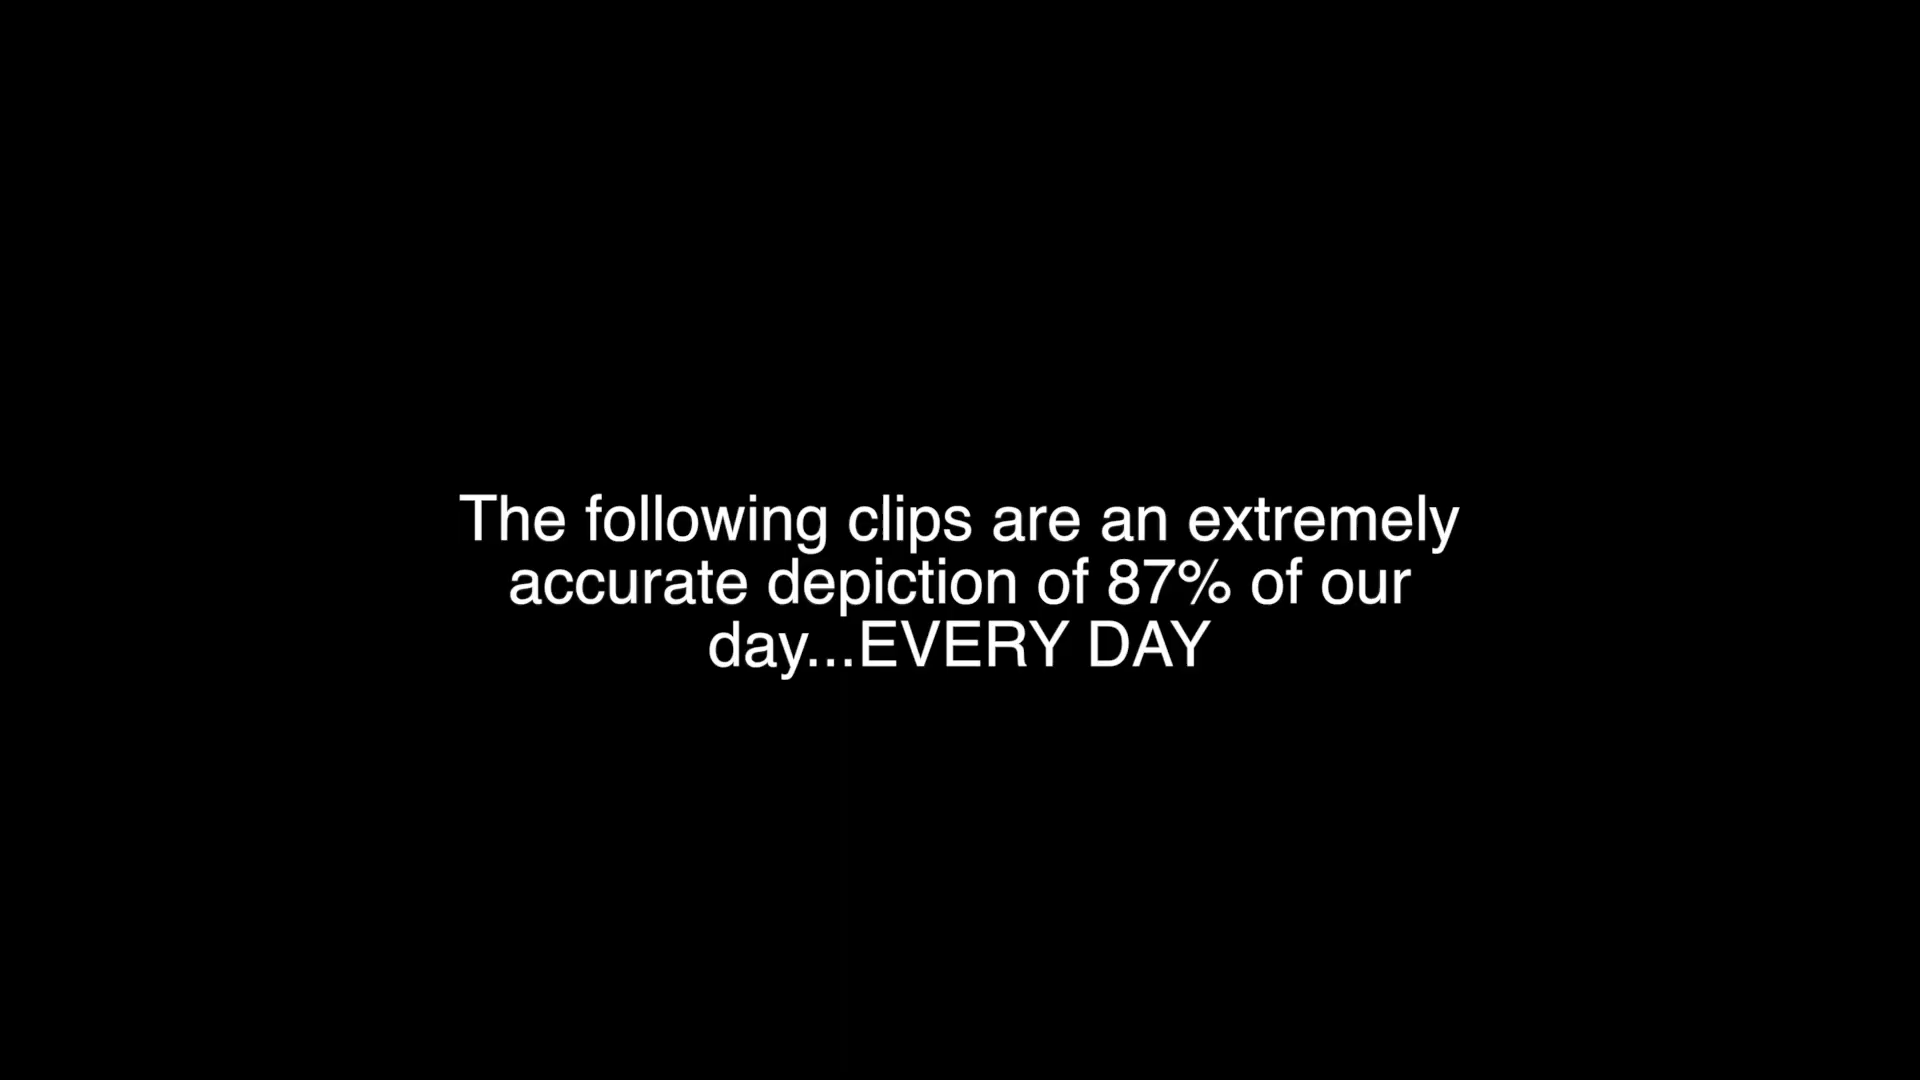 The following clips are an extremely
accurate depiction of 87% of our
day...EVERY DAY